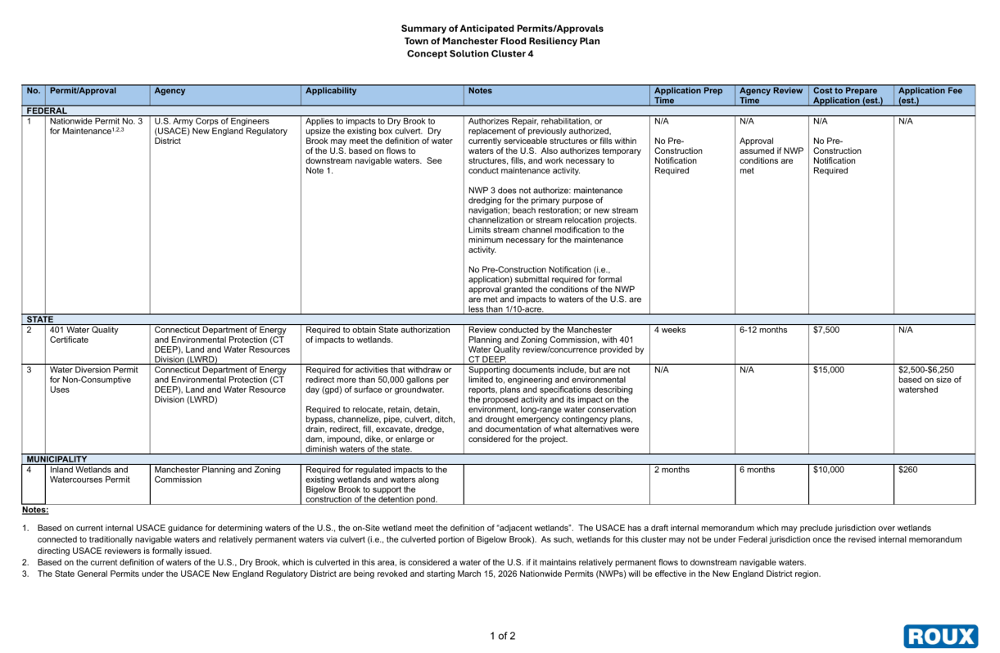 Summary of Anticipated Permits/Approvals
Town of Manchester Flood Resiliency Plan
Concept Solution Cluster 4
No. Permit/Approval Agency Applicability Notes Application Prep Time Agency Review Time Cost to Prepare Application (est.) Application Fee (est.)
FEDERAL
1
Nationwide Permit No. 3
for Maintenance1,2,3
U.S. Army Corps of Engineers
(USACE) New England Regulatory
District
Applies to impacts to Dry Brook to
upsize the existing box culvert. Dry
Brook may meet the definition of water
of the U.S. based on flows to
downstream navigable waters. See
Note 1.
Authorizes Repair, rehabilitation, or
replacement of previously authorized,
currently serviceable structures or fills within
waters of the U.S. Also authorizes temporary
structures, fills, and work necessary to
conduct maintenance activity.
NWP 3 does not authorize: maintenance
dredging for the primary purpose of
navigation; beach restoration; or new stream
channelization or stream relocation projects.
Limits stream channel modification to the
minimum necessary for the maintenance
activity.
No Pre-Construction Notification (i.e.,
application) submittal required for formal
approval granted the conditions of the NWP
are met and impacts to waters of the U.S. are
less than 1/10-acre.
N/A
No Pre-
Construction
Notification
Required
N/A
Approval
assumed if NWP
conditions are
met
N/A
No Pre-
Construction
Notification
Required
N/A
STATE
2
401 Water Quality
Certificate
Connecticut Department of Energy
and Environmental Protection (CT
DEEP), Land and Water Resources
Division (LWRD)
Required to obtain State authorization
of impacts to wetlands.
Review conducted by the Manchester
Planning and Zoning Commission, with 401
Water Quality review/concurrence provided by
CT DEEP.
4 weeks
6-12 months
$7,500
N/A
3
Water Diversion Permit
for Non-Consumptive
Uses
Connecticut Department of Energy
and Environmental Protection (CT
DEEP), Land and Water Resource
Division (LWRD)
Required for activities that withdraw or
redirect more than 50,000 gallons per
day (gpd) of surface or groundwater.
Required to relocate, retain, detain,
bypass, channelize, pipe, culvert, ditch,
drain, redirect, fill, excavate, dredge,
dam, impound, dike, or enlarge or
diminish waters of the state.
Supporting documents include, but are not
limited to, engineering and environmental
reports, plans and specifications describing
the proposed activity and its impact on the
environment, long-range water conservation
and drought emergency contingency plans,
and documentation of what alternatives were
considered for the project.
N/A
N/A
$15,000
$2,500-$6,250
based on size of
watershed
MUNICIPALITY
4
Inland Wetlands and
Watercourses Permit
Manchester Planning and Zoning
Commission
Required for regulated impacts to the
existing wetlands and waters along
Bigelow Brook to support the
construction of the detention pond.
2 months
6 months
$10,000
$260
Notes:
1. Based on current internal USACE guidance for determining waters of the U.S., the on-Site wetland meet the definition of “adjacent wetlands”. The USACE has a draft internal memorandum which may preclude jurisdiction over wetlands
connected to traditionally navigable waters and relatively permanent waters via culvert (i.e., the culverted portion of Bigelow Brook). As such, wetlands for this cluster may not be under Federal jurisdiction once the revised internal memorandum
directing USACE reviewers is formally issued.
2. Based on the current definition of waters of the U.S., Dry Brook, which is culverted in this area, is considered a water of the U.S. if it maintains relatively permanent flows to downstream navigable waters.
3. The State General Permits under the USACE New England Regulatory District are being revoked and starting March 15, 2026 Nationwide Permits (NWPs) will be effective in the New England District region.
1 of 2
ROUX